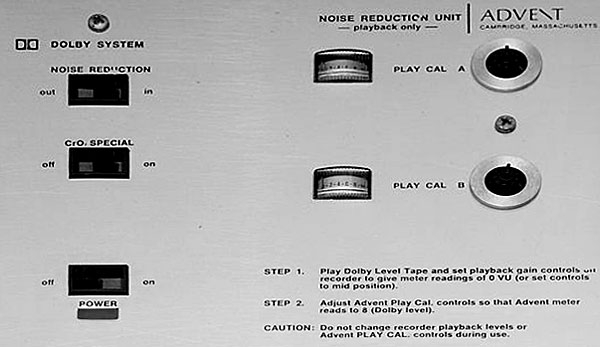 NOISE REDUCTION UNIT
— playback only —
ADVENT
CAMBRIDGE, MASSACHUSETTS
DOLBY SYSTEM
NOISE REDUCTION
out in
PLAY CAL A
CrO₂ SPECIAL
off on
PLAY CAL B
off on
POWER
STEP 1. Play Dolby Level Tape and set playback gain controls on
recorder to give meter readings of 0 VU (or set controls
to mid position).
STEP 2. Adjust Advent Play Cal. controls so that Advent meter
reads to 8 (Dolby level).
CAUTION: Do not change recorder playback levels or
Advent PLAY CAL. controls during use.